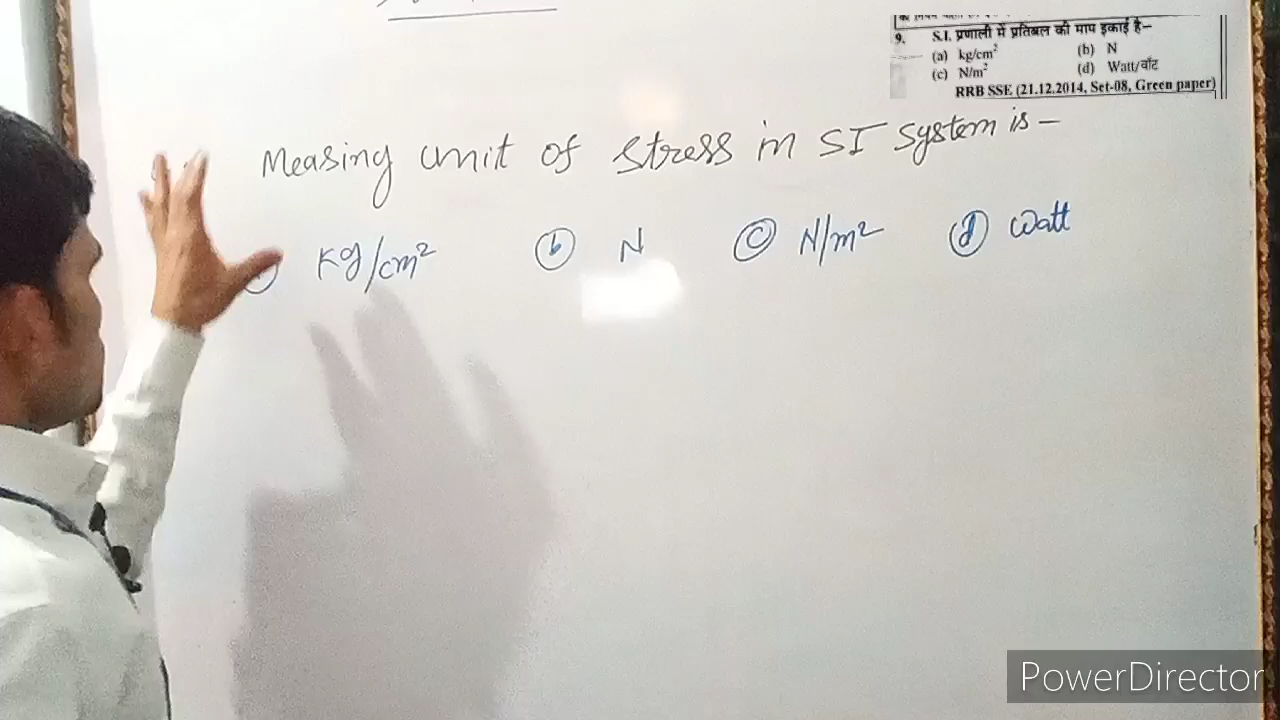 9. S.I. प्रणाली में प्रतिबल की माप इकाई है–
(a) kg/cm² (b) N
(c) N/m² (d) Watt/वॉट
RRB SSE (21.12.2014, Set-08, Green paper)
Measing unit of stress in SI system is –
Kg/cm² (b) N (c) N/m² (d) Watt
PowerDirector